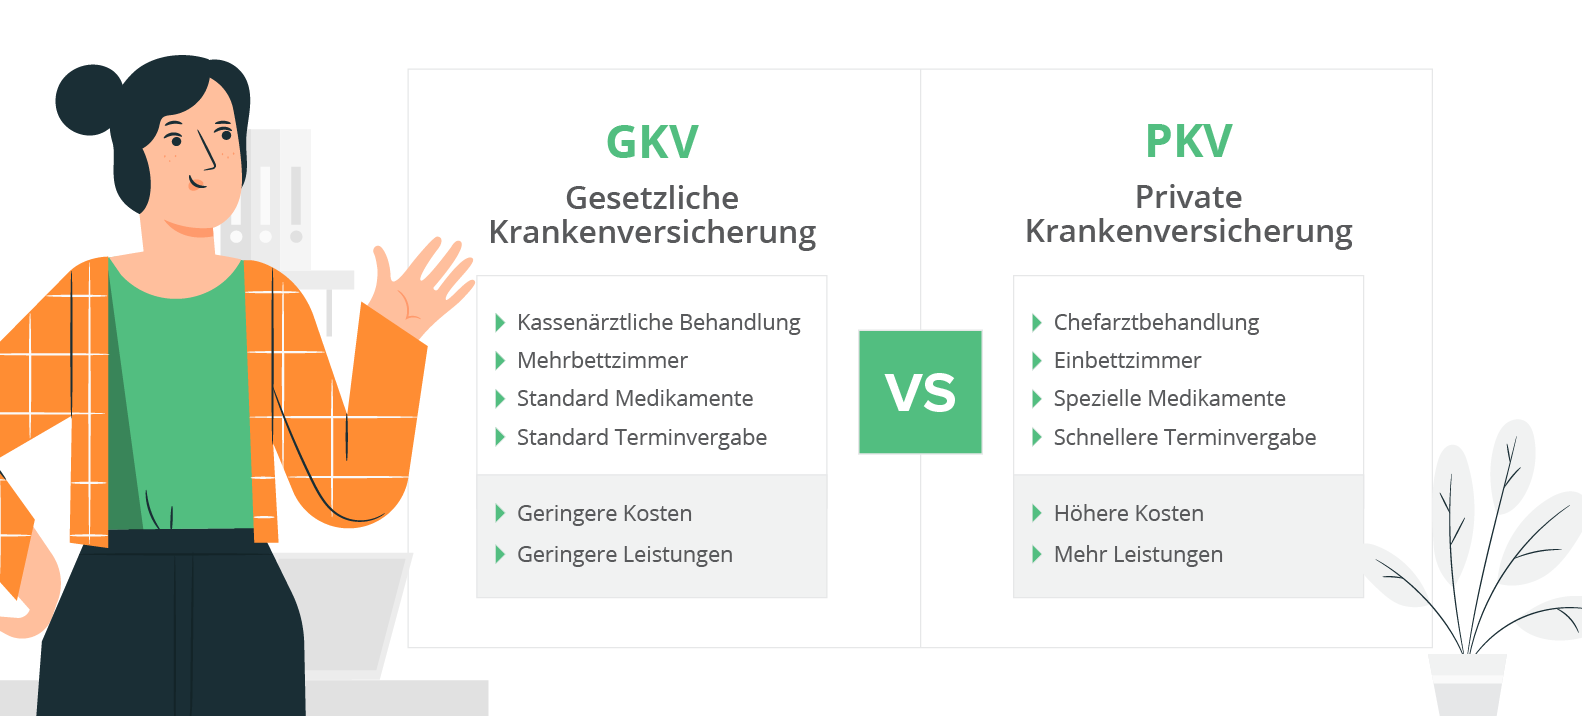 GKV
Gesetzliche
Krankenversicherung
Kassenärztliche Behandlung
Mehrbettzimmer
Standard Medikamente
Standard Terminvergabe
Geringere Kosten
Geringere Leistungen
VS
PKV
Private
Krankenversicherung
Chefarztbehandlung
Einbettzimmer
Spezielle Medikamente
Schnellere Terminvergabe
Höhere Kosten
Mehr Leistungen